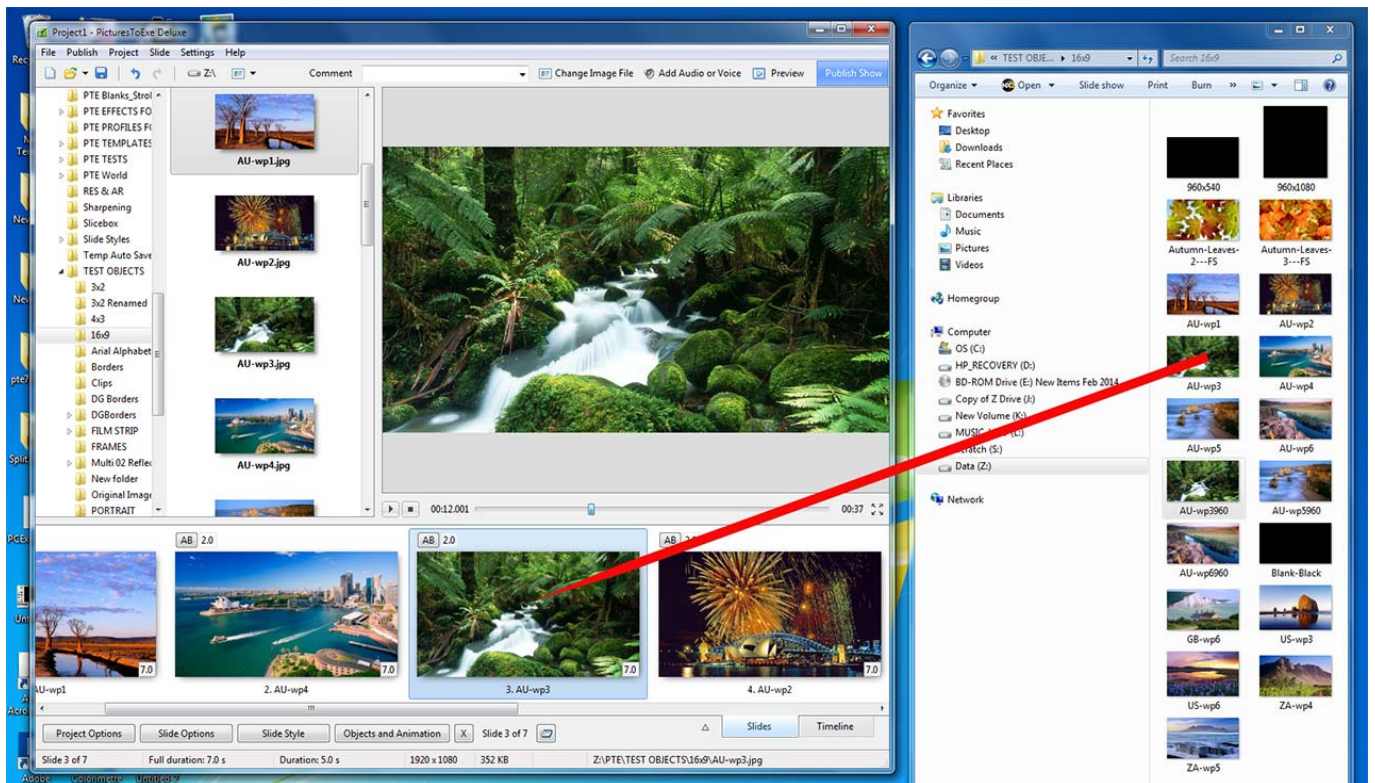 Project1 - PicturesToExe Deluxe
File Publish Project Slide Settings Help
Z:\ Comment Change Image File Add Audio or Voice Preview Publish Show
PTE Blanks_Strol
PTE EFFECTS FO
PTE PROFILES FO
PTE TEMPLATES
PTE TESTS
PTE World
RES & AR
Sharpening
Slicebox
Slide Styles
Temp Auto Save
TEST OBJECTS
3x2
3x2 Renamed
4x3
16x9
Arial Alphabet
Borders
Clips
DG Borders
DGBorders
FILM STRIP
FRAMES
Multi 02 Reflec
New folder
Original Image
PORTRAIT
AU-wp1.jpg
AU-wp2.jpg
AU-wp3.jpg
AU-wp4.jpg
00:12.001 00:37
AB 2.0 AB 2.0 AB
7.0 7.0 7.0 7.0
AU-wp1 2. AU-wp4 3. AU-wp3 4. AU-wp2
Project Options Slide Options Slide Style Objects and Animation X Slide 3 of 7 Slides Timeline
Slide 3 of 7 Full duration: 7.0 s Duration: 5.0 s 1920 x 1080 352 KB Z:\PTE\TEST OBJECTS\16x9\AU-wp3.jpg
« TEST OBJE... 16x9 Search 16x9
Organize Open Slide show Print Burn »
Favorites
Desktop
Downloads
Recent Places
Libraries
Documents
Music
Pictures
Videos
Homegroup
Computer
OS (C:)
HP_RECOVERY (D:)
BD-ROM Drive (E:) New Items Feb 2014
Copy of Z Drive (J:)
New Volume (K:)
Data (Z:)
Network
960x540 960x1080
Autumn-Leaves-2---FS Autumn-Leaves-3---FS
AU-wp1 AU-wp2
AU-wp3 AU-wp4
AU-wp5 AU-wp6
AU-wp3960 AU-wp5960
AU-wp6960 Blank-Black
GB-wp6 US-wp3
US-wp6 ZA-wp4
ZA-wp5
Adobe Colorimetre Untitled-2